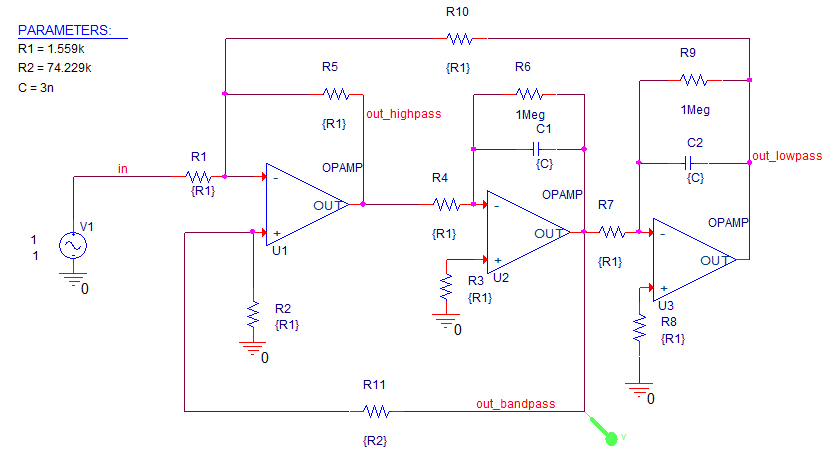 PARAMETERS:
R1 = 1.559k
R2 = 74.229k
C = 3n
R10
{R1}
R5
{R1}
out_highpass
R6
1Meg
C1
{C}
R9
1Meg
C2
{C}
out_lowpass
in
R1
{R1}
OPAMP
-
+
OUT
U1
R4
{R1}
OPAMP
-
+
OUT
U2
R7
{R1}
OPAMP
-
+
OUT
U3
V1
1
1
0
R2
{R1}
0
R3
{R1}
0
R8
{R1}
0
R11
{R2}
out_bandpass
V